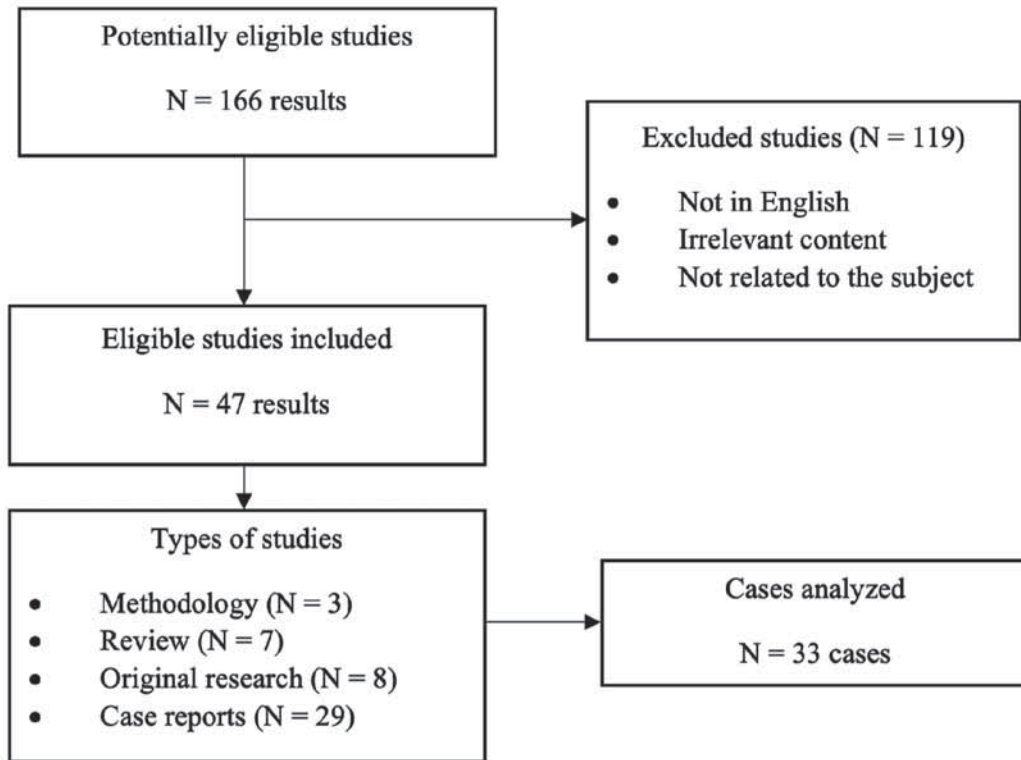 Potentially eligible studies
N = 166 results
Excluded studies (N = 119)
• Not in English
• Irrelevant content
• Not related to the subject
Eligible studies included
N = 47 results
Types of studies
• Methodology (N = 3)
• Review (N = 7)
• Original research (N = 8)
• Case reports (N = 29)
Cases analyzed
N = 33 cases